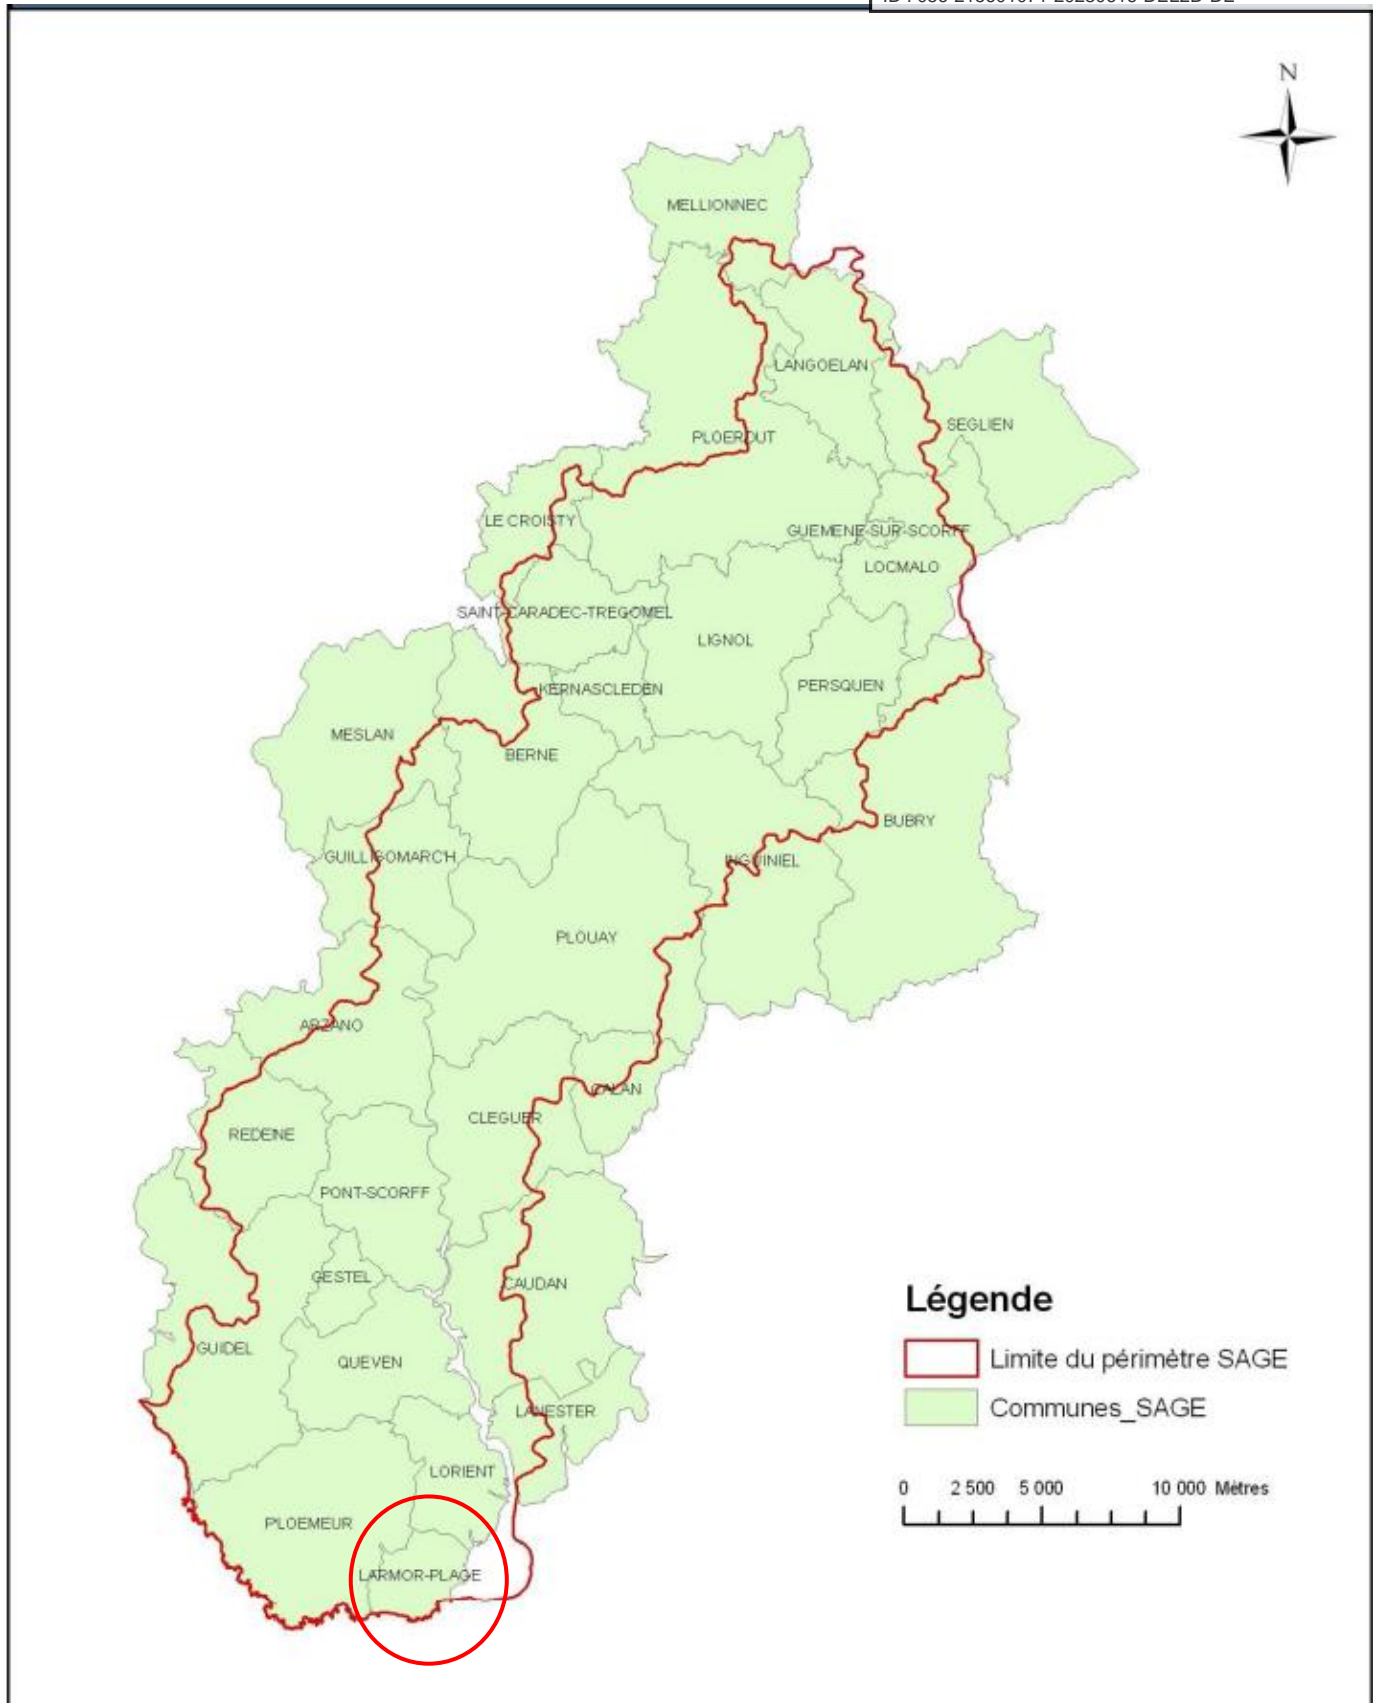 N
MELLIONNEC
LANGOELAN
SEGLIEN
PLOERDUT
LE CROISTY
GUEMENE-SUR-SCORFF
LOCMALO
SAINT-CARADEC-TREGOMEL
LIGNOL
KERNASCLEDEN
PERSQUEN
MESLAN
BERNE
BUBRY
GUILLIGOMARC'H
INGUINIEL
PLOUAY
ARZANO
CALAN
CLEGUER
REDENE
PONT-SCORFF
GESTEL
CAUDAN
Légende
GUIDEL
QUEVEN
Limite du périmètre SAGE
Communes_SAGE
LANESTER
LORIENT
0 2 500 5 000 10 000 Mètres
PLOEMEUR
LARMOR-PLAGE